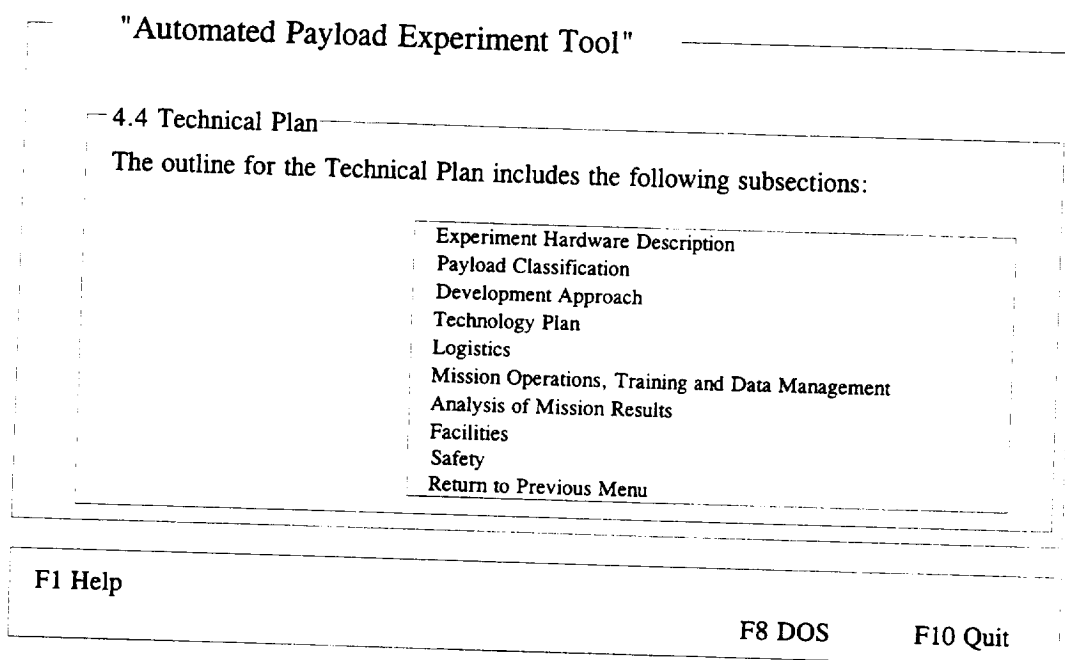 "Automated Payload Experiment Tool"
4.4 Technical Plan
The outline for the Technical Plan includes the following subsections:
Experiment Hardware Description
Payload Classification
Development Approach
Technology Plan
Logistics
Mission Operations, Training and Data Management
Analysis of Mission Results
Facilities
Safety
Return to Previous Menu
F1 Help
F8 DOS F10 Quit